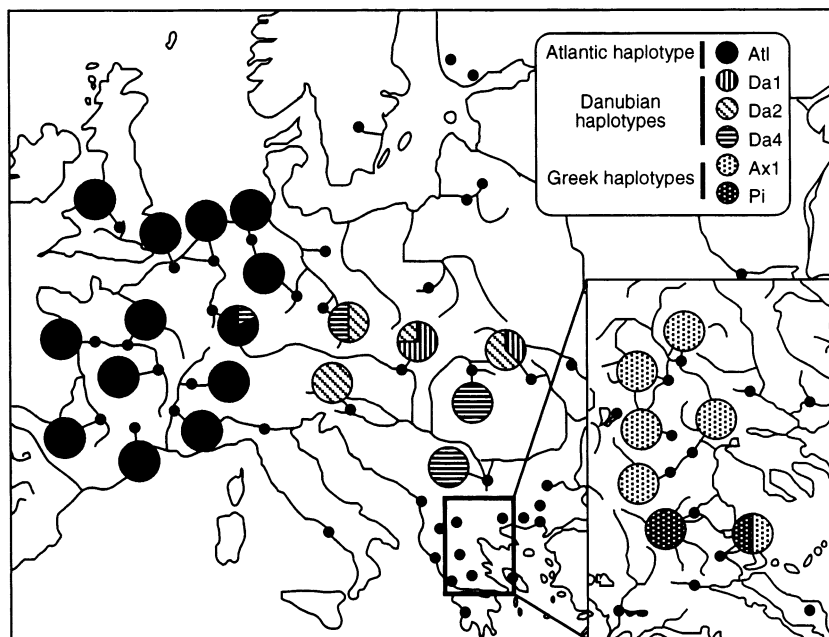 Atlantic haplotype Atl
Da1
Danubian
haplotypes
Da2
Da4
Ax1
Greek haplotypes
Pi